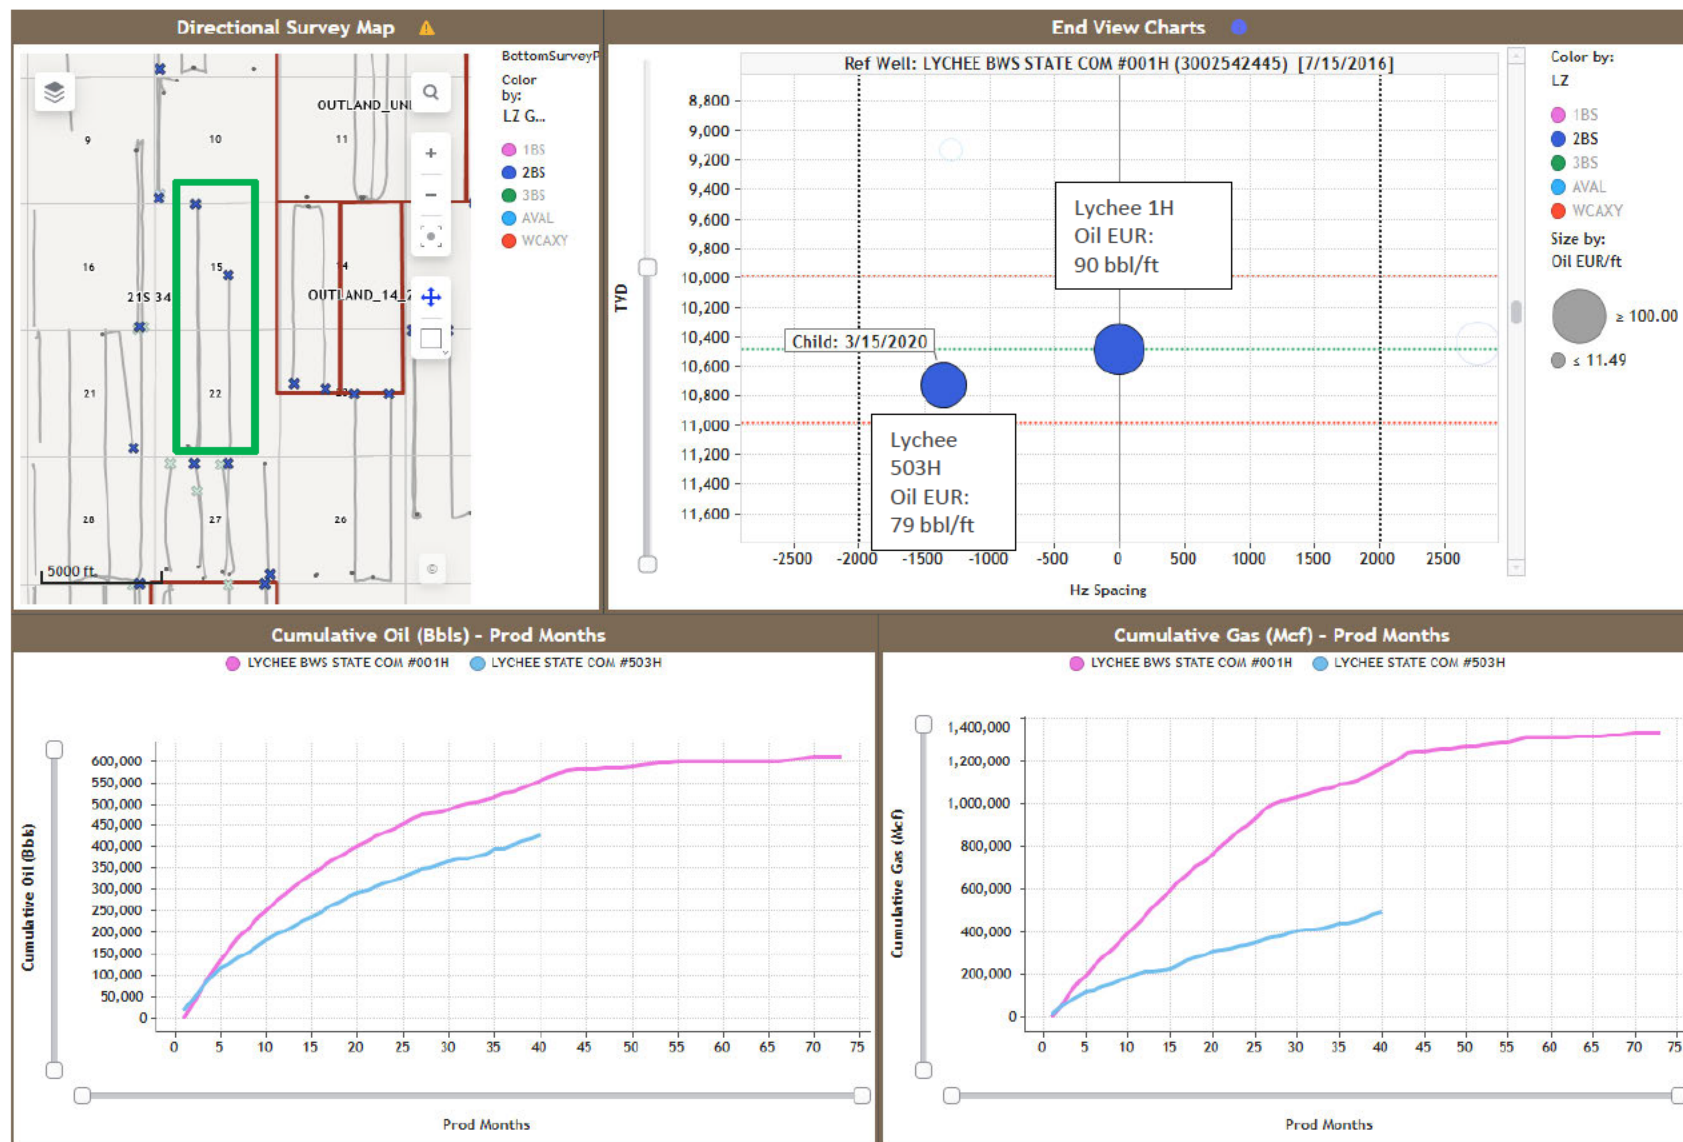 Directional Survey Map
BottomSurveyP
Color
by:
LZ G...
1BS
2BS
3BS
AVAL
WCAXY
OUTLAND_UNI
9
10
11
16
15
14
21S 34
OUTLAND_14_2
21
22
28
27
26
5000 ft
©
End View Charts
Ref Well: LYCHEE BWS STATE COM #001H (3002542445) [7/15/2016]
TVD
8,800
9,000
9,200
9,400
9,600
9,800
10,000
10,200
10,400
10,600
10,800
11,000
11,200
11,400
11,600
Lychee 1H
Oil EUR:
90 bbl/ft
Child: 3/15/2020
Lychee
503H
Oil EUR:
79 bbl/ft
-2500
-2000
-1500
-1000
-500
0
500
1000
1500
2000
2500
Hz Spacing
Color by:
LZ
1BS
2BS
3BS
AVAL
WCAXY
Size by:
Oil EUR/ft
≥ 100.00
≤ 11.49
Cumulative Oil (Bbls) - Prod Months
LYCHEE BWS STATE COM #001H
LYCHEE STATE COM #503H
Cumulative Oil (Bbls)
600,000
550,000
500,000
450,000
400,000
350,000
300,000
250,000
200,000
150,000
100,000
50,000
0
0
5
10
15
20
25
30
35
40
45
50
55
60
65
70
75
Prod Months
Cumulative Gas (Mcf) - Prod Months
LYCHEE BWS STATE COM #001H
LYCHEE STATE COM #503H
Cumulative Gas (Mcf)
1,400,000
1,200,000
1,000,000
800,000
600,000
400,000
200,000
0
0
5
10
15
20
25
30
35
40
45
50
55
60
65
70
75
Prod Months